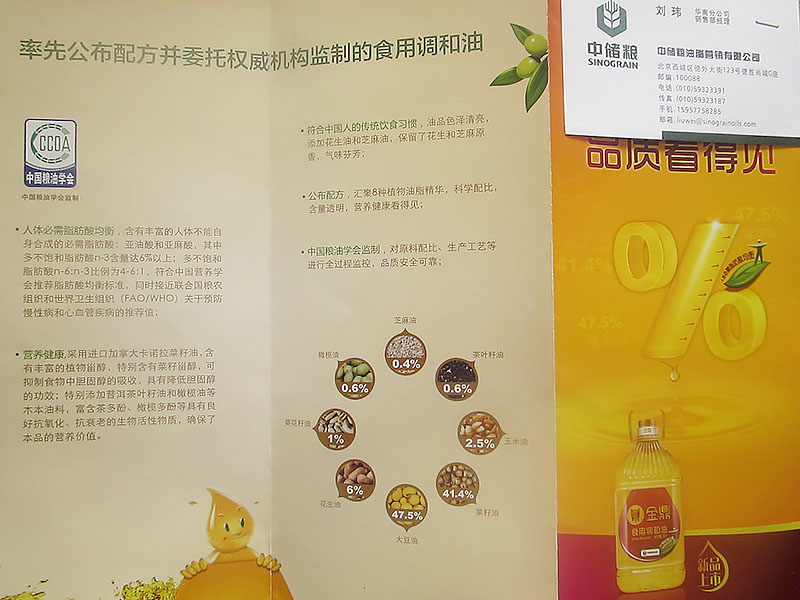 率先公布配方并委托权威机构监制的食用调和油
CCOA
中国粮油学会
中国粮油学会监制
• 人体必需脂肪酸均衡，含有丰富的人体不能自
身合成的必需脂肪酸：亚油酸和亚麻酸，其中
多不饱和脂肪酸n-3含量达6%以上；多不饱和
脂肪酸n-6:n-3比例为4-6:1，符合中国营养学
会推荐脂肪酸均衡标准，同时接近联合国粮农
组织和世界卫生组织（FAO/WHO）关于预防
慢性病和心血管疾病的推荐值；
• 营养健康,采用进口加拿大卡诺拉菜籽油，含
有丰富的植物甾醇，特别含有菜籽甾醇，可
抑制食物中胆固醇的吸收，具有降低胆固醇
的功效；特别添加普洱茶叶籽油和橄榄油等
木本油料，富含茶多酚、橄榄多酚等具有良
好抗氧化、抗衰老的生物活性物质，确保了
本品的营养价值。
• 符合中国人的传统饮食习惯，油品色泽清亮，
添加花生油和芝麻油，保留了花生和芝麻原
香，气味芬芳；
• 公布配方，汇聚8种植物油脂精华，科学配比，
含量透明，营养健康看得见；
• 中国粮油学会监制，对原料配比、生产工艺等
进行全过程监控，品质安全可靠；
芝麻油
0.4%
橄榄油
0.6%
茶叶籽油
0.6%
葵花籽油
1%
玉米油
2.5%
花生油
6%
菜籽油
41.4%
47.5%
大豆油
中储粮
SINOGRAIN
刘 玮
华南分公司
销售部经理
中储粮油脂营销有限公司
北京西城区德外大街123号德胜尚城G座
邮编 100088
电话 (010)59323391
传真 (010)59323187
手机 15957758285
邮箱 liuwei@sinograinoils.com
品质看得见
47.5%
41.4%
47.5%
%
金鼎
食用调和油
新品
上市